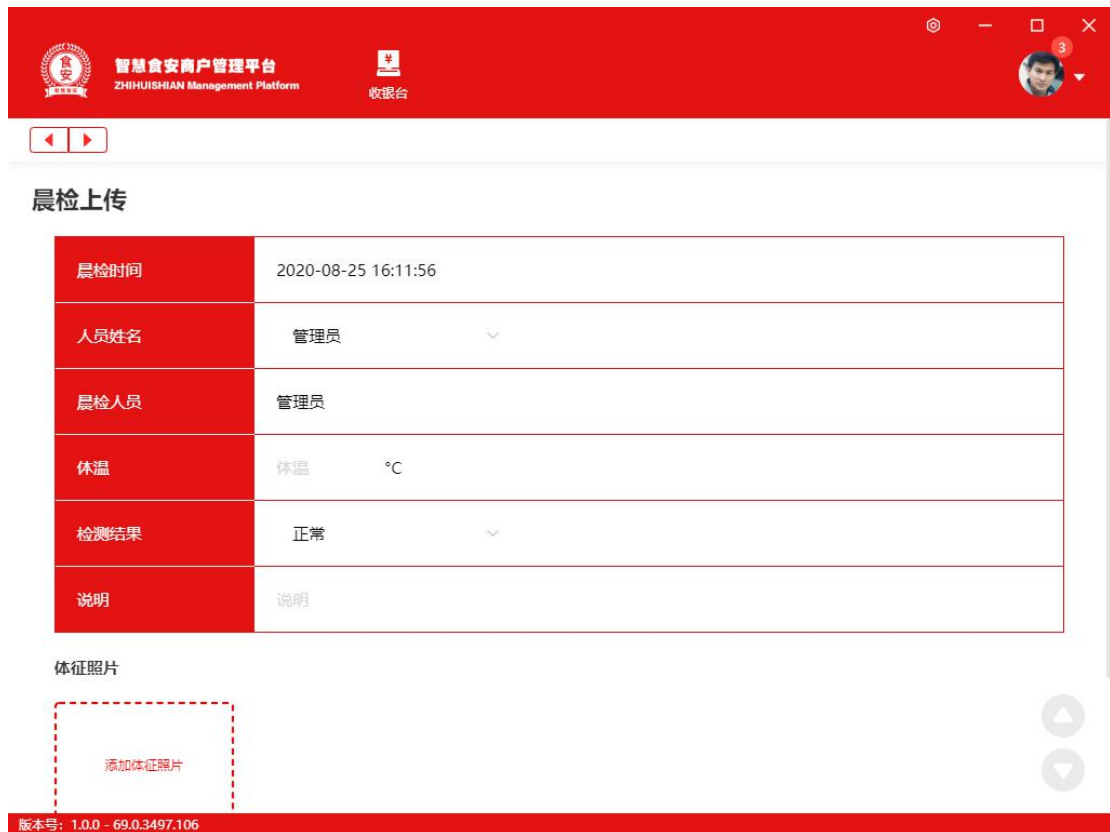 3
食安
智慧食安商户管理平台
ZHIHUISHIAN Management Platform
收银台
晨检上传
晨检时间 2020-08-25 16:11:56
人员姓名 管理员
晨检人员 管理员
体温 体温 °C
检测结果 正常
说明 说明
体征照片
添加体征照片
版本号: 1.0.0 - 69.0.3497.106